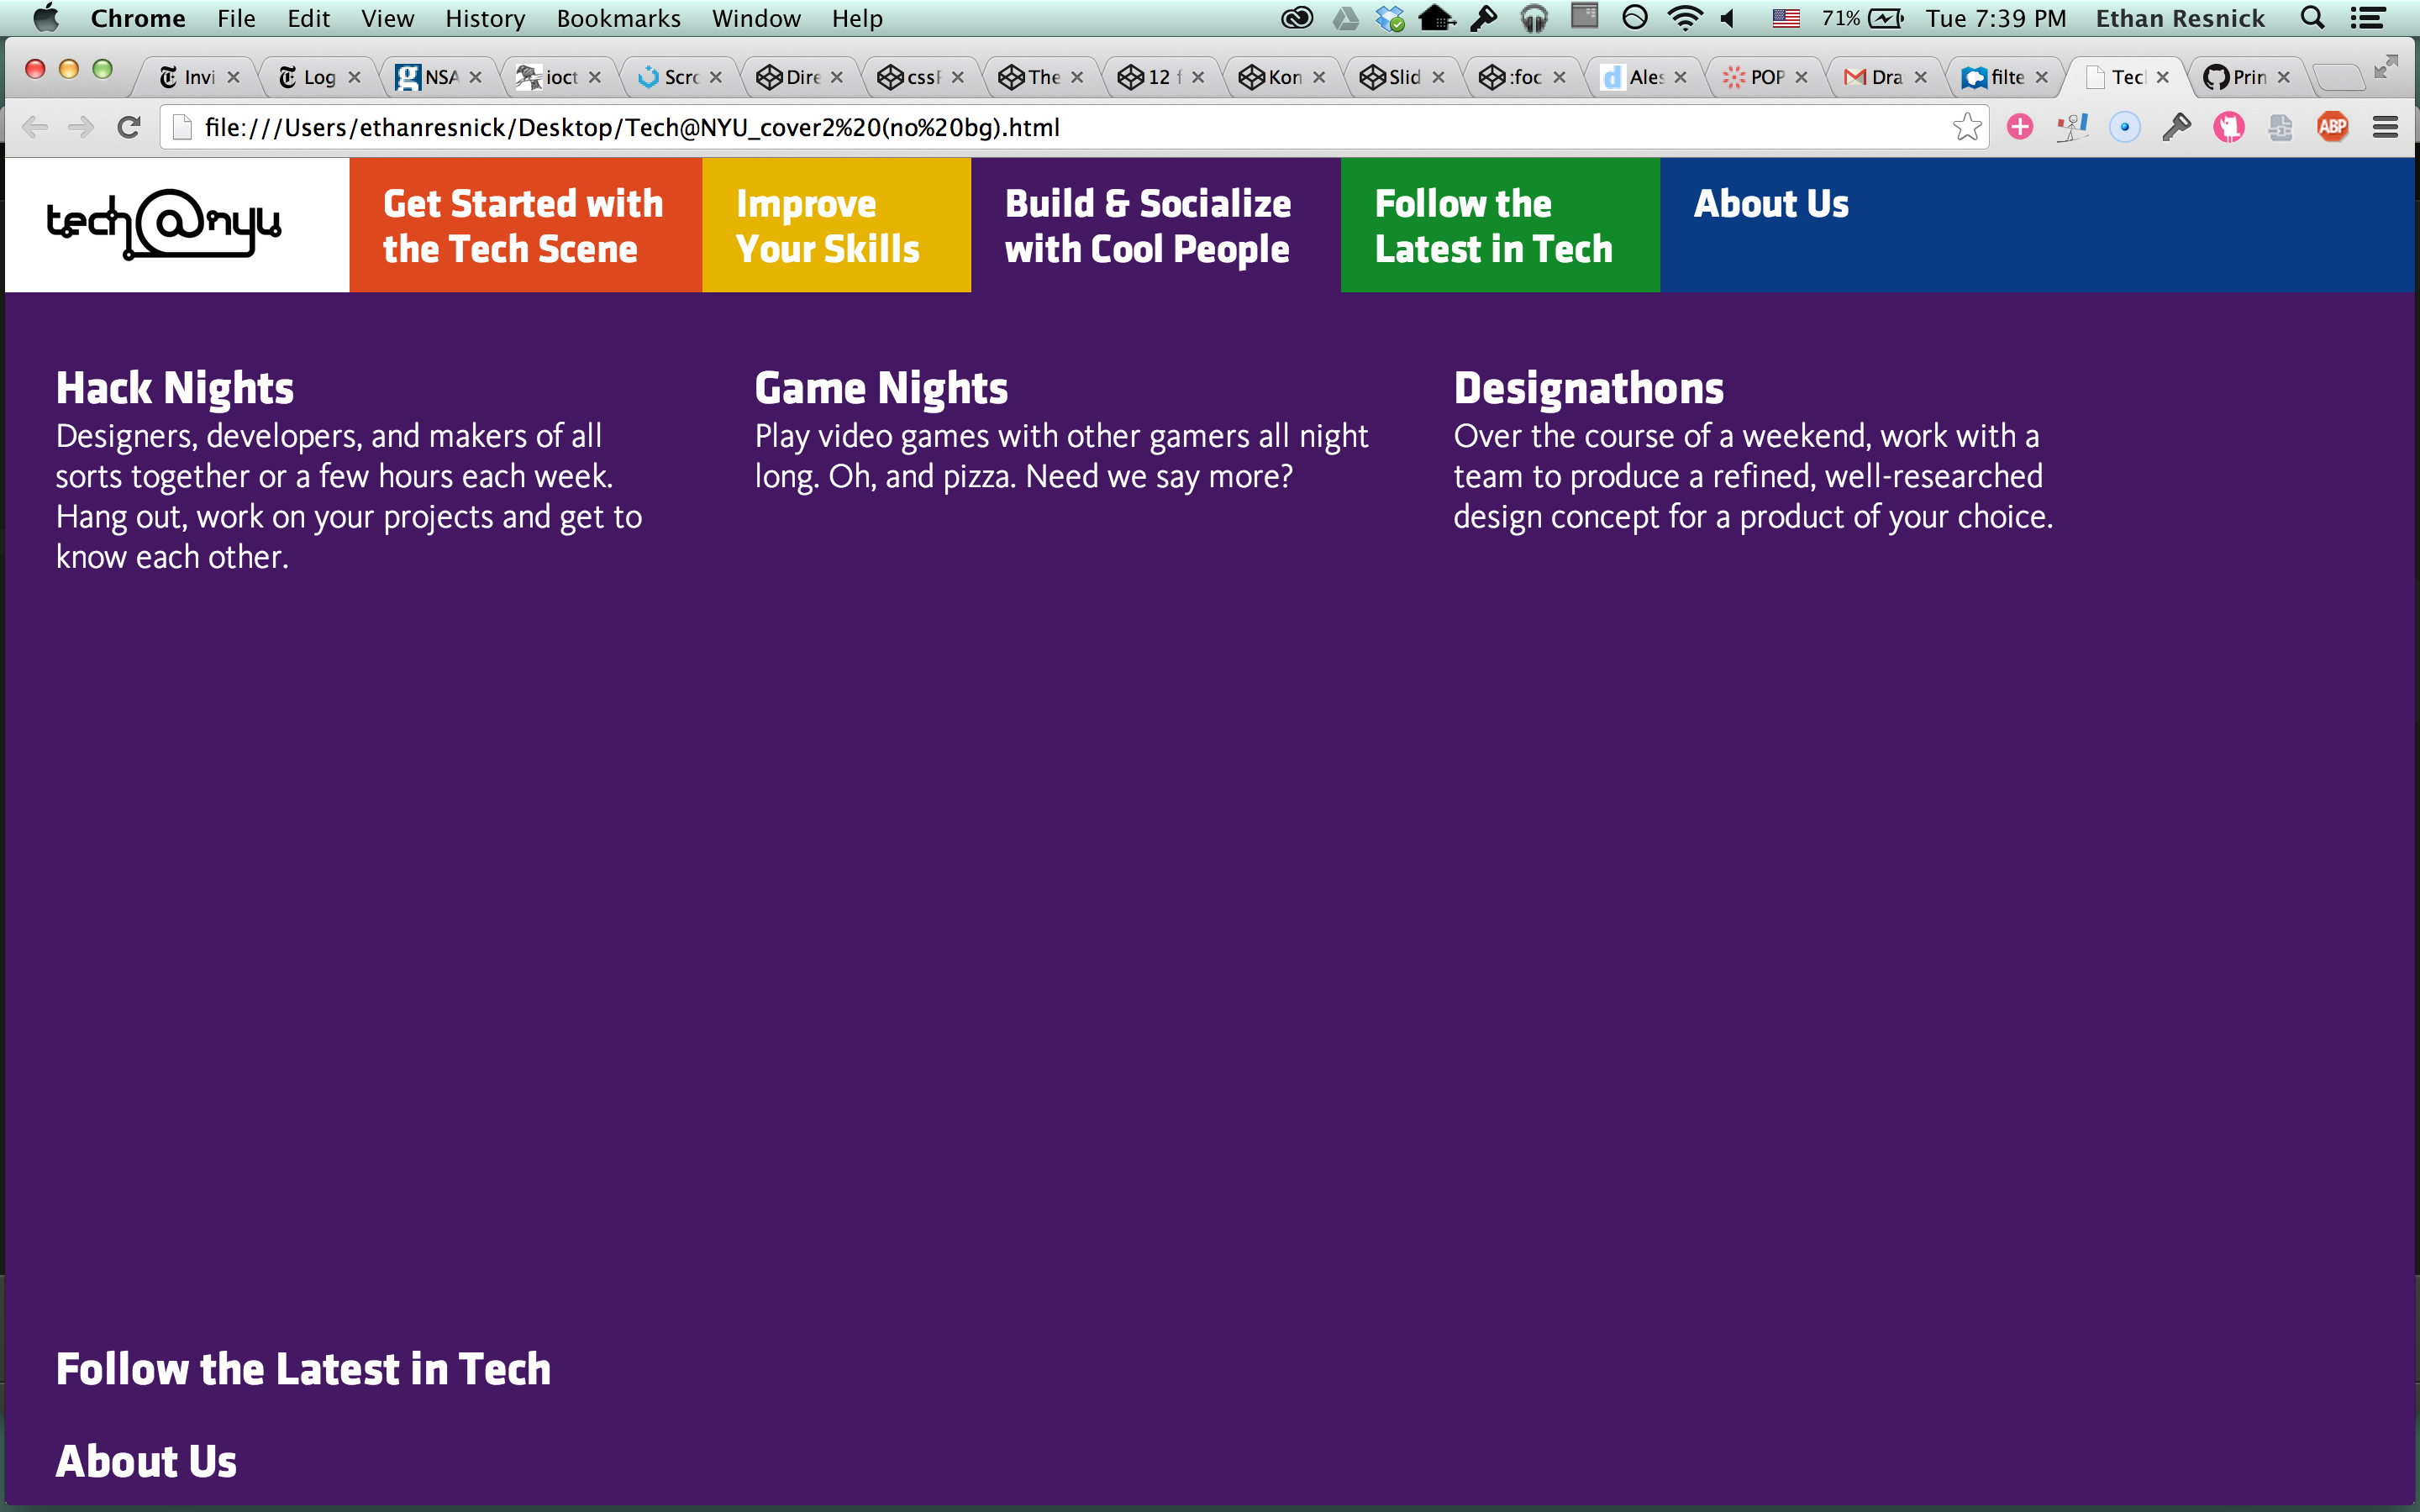 Chrome File Edit View History Bookmarks Window Help 71% Tue 7:39 PM Ethan Resnick
Invi Log NSA ioct Scro Dire cssF The 12 f Kon Slid :foc Ales POP Dra filte Tec Prin
file:///Users/ethanresnick/Desktop/Tech@NYU_cover2%20(no%20bg).html ABP
tech@nyu
Get Started with
the Tech Scene
Improve
Your Skills
Build & Socialize
with Cool People
Follow the
Latest in Tech
About Us
Hack Nights
Designers, developers, and makers of all
sorts together or a few hours each week.
Hang out, work on your projects and get to
know each other.
Game Nights
Play video games with other gamers all night
long. Oh, and pizza. Need we say more?
Designathons
Over the course of a weekend, work with a
team to produce a refined, well-researched
design concept for a product of your choice.
Follow the Latest in Tech
About Us